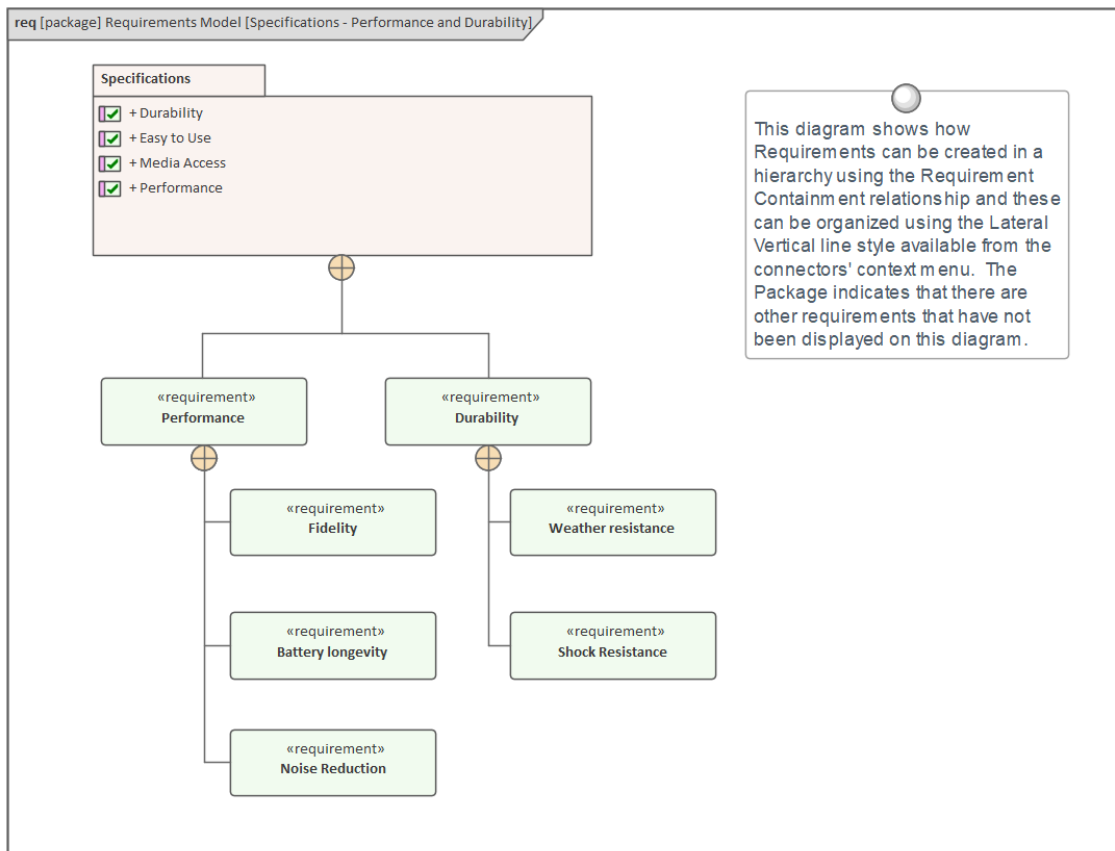 req [package] Requirements Model [Specifications - Performance and Durability]
Specifications
+ Durability
+ Easy to Use
+ Media Access
+ Performance
This diagram shows how
Requirements can be created in a
hierarchy using the Requirement
Containment relationship and these
can be organized using the Lateral
Vertical line style available from the
connectors' context menu.  The
Package indicates that there are
other requirements that have not
been displayed on this diagram.
«requirement»
Performance
«requirement»
Durability
«requirement»
Fidelity
«requirement»
Weather resistance
«requirement»
Battery longevity
«requirement»
Shock Resistance
«requirement»
Noise Reduction